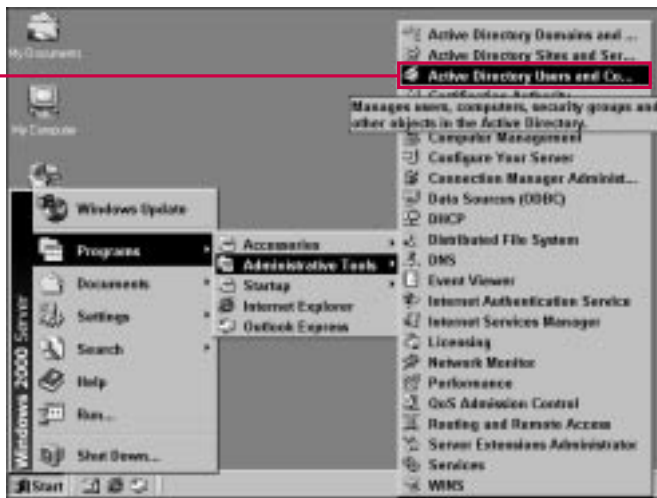 My Documents
My Computer
Windows 2000 Server
Windows Update
Programs
Documents
Settings
Search
Help
Run...
Shut Down...
Start
Accessories
Administrative Tools
Startup
Internet Explorer
Outlook Express
Active Directory Domains and ...
Active Directory Sites and Ser...
Active Directory Users and Co...
Certification Authority
Manages users, computers, security groups and
other objects in the Active Directory.
Computer Management
Configure Your Server
Connection Manager Administ...
Data Sources (ODBC)
DHCP
Distributed File System
DNS
Event Viewer
Internet Authentication Service
Internet Services Manager
Licensing
Network Monitor
Performance
QoS Admission Control
Routing and Remote Access
Server Extensions Administrator
Services
WINS